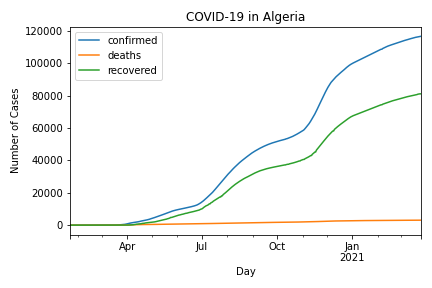 COVID-19 in Algeria
120000
100000
80000
60000
40000
20000
0
Number of Cases
confirmed
deaths
recovered
Apr
Jul
Oct
Jan
2021
Day